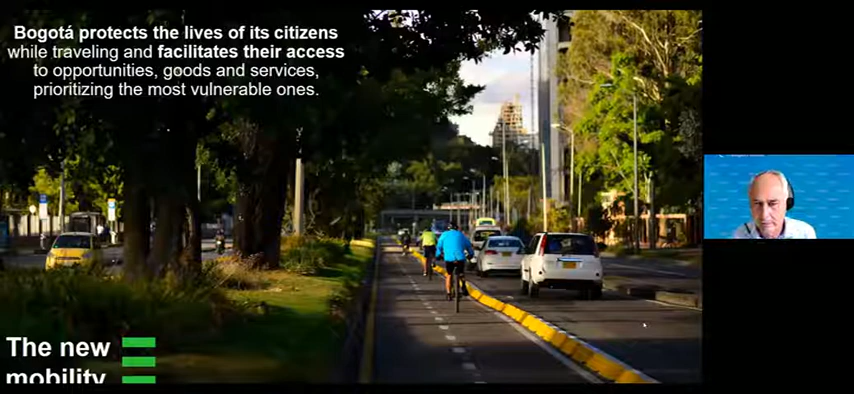 Bogotá protects the lives of its citizens
while traveling and facilitates their access
to opportunities, goods and services,
prioritizing the most vulnerable ones.
The new
mobility